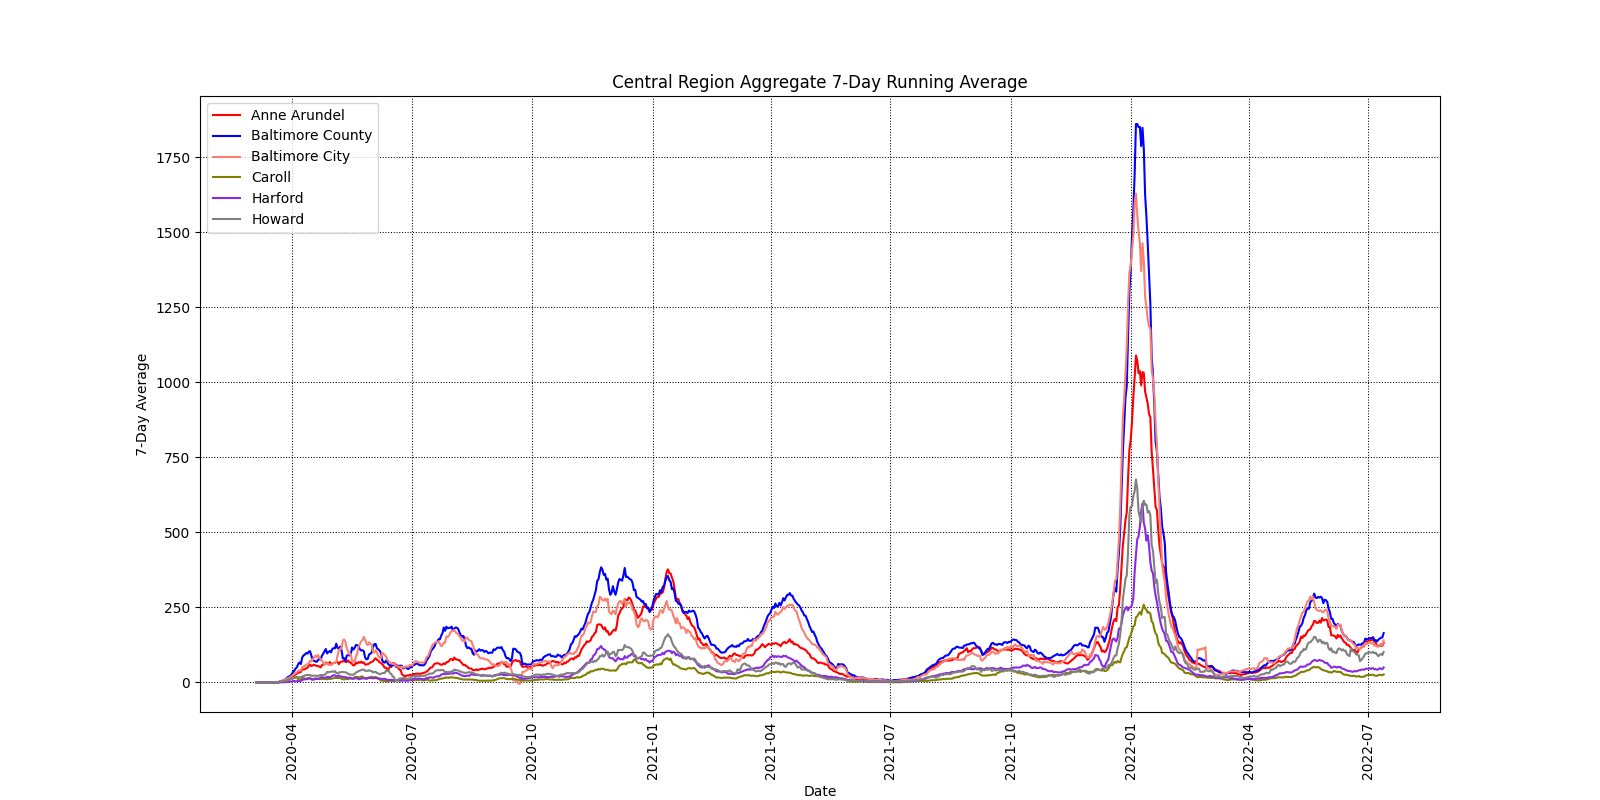 Central Region Aggregate 7-Day Running Average
Anne Arundel
Baltimore County
Baltimore City
Caroll
Harford
Howard
7-Day Average
1750
1500
1250
1000
750
500
250
0
2020-04
2020-07
2020-10
2021-01
2021-04
2021-07
2021-10
2022-01
2022-04
2022-07
Date